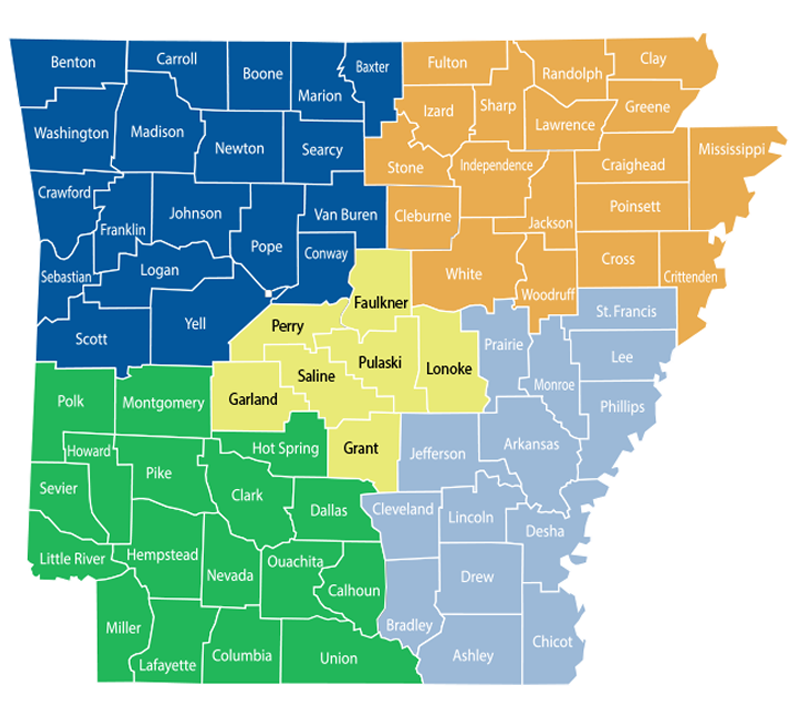 Benton
Carroll
Boone
Baxter
Marion
Fulton
Randolph
Clay
Izard
Sharp
Greene
Lawrence
Washington
Madison
Newton
Searcy
Stone
Independence
Craighead
Mississippi
Crawford
Franklin
Johnson
Van Buren
Cleburne
Jackson
Poinsett
Pope
Conway
Sebastian
Logan
White
Woodruff
Cross
Crittenden
Faulkner
Scott
Yell
Perry
St. Francis
Prairie
Lee
Pulaski
Lonoke
Saline
Monroe
Polk
Montgomery
Garland
Phillips
Howard
Hot Spring
Grant
Jefferson
Arkansas
Sevier
Pike
Clark
Dallas
Cleveland
Lincoln
Desha
Little River
Hempstead
Nevada
Ouachita
Calhoun
Drew
Miller
Lafayette
Columbia
Union
Bradley
Ashley
Chicot